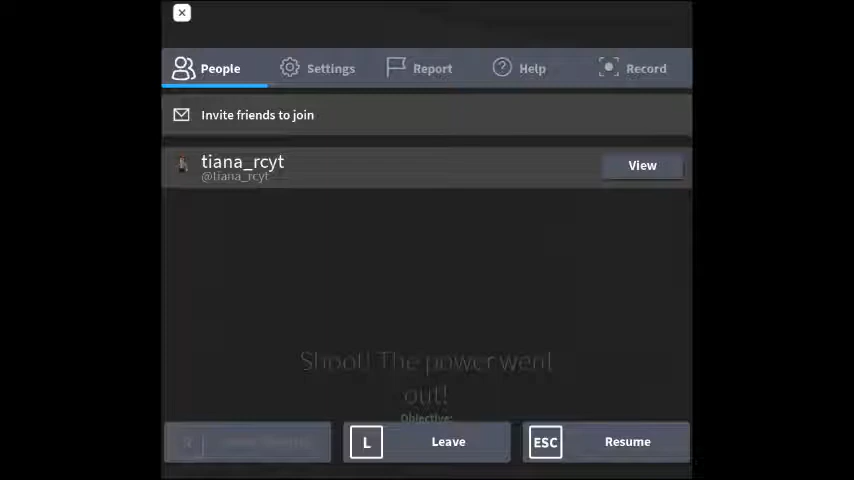 People Settings Report Help Record
Invite friends to join
tiana_rcyt
@tiana_rcyt
View
Shoot! The power went
out!
Objective:
L Leave ESC Resume